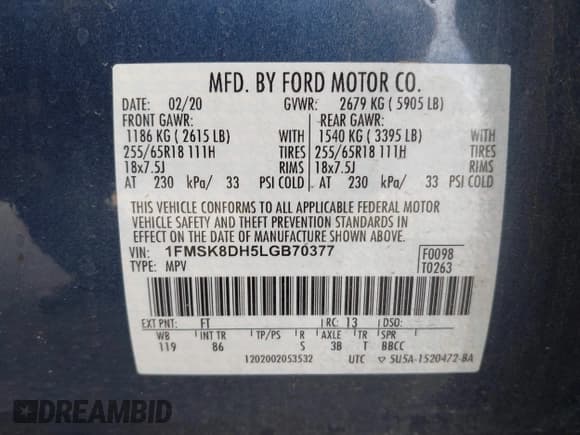 MFD. BY FORD MOTOR CO.
DATE: 02/20 GVWR: 2679 KG ( 5905 LB)
FRONT GAWR: REAR GAWR:
1186 KG ( 2615 LB) WITH 1540 KG ( 3395 LB) WITH
255/65R18 111H TIRES 255/65R18 111H TIRES
18x7.5J RIMS 18x7.5J RIMS
AT 230 kPa/ 33 PSI COLD AT 230 kPa/ 33 PSI COLD
THIS VEHICLE CONFORMS TO ALL APPLICABLE FEDERAL MOTOR
VEHICLE SAFETY AND THEFT PREVENTION STANDARDS IN
EFFECT ON THE DATE OF MANUFACTURE SHOWN ABOVE.
VIN: 1FMSK8DH5LGB70377 F0098
TYPE: MPV T0263
EXT PNT: FT RC: 13 DSO:
WB INT TR TP/PS R AXLE TR SPR
119 86 S 3B T BBCC
1202002053532 UTC ▽ 5U5A-1520472-BA
DREAMBID